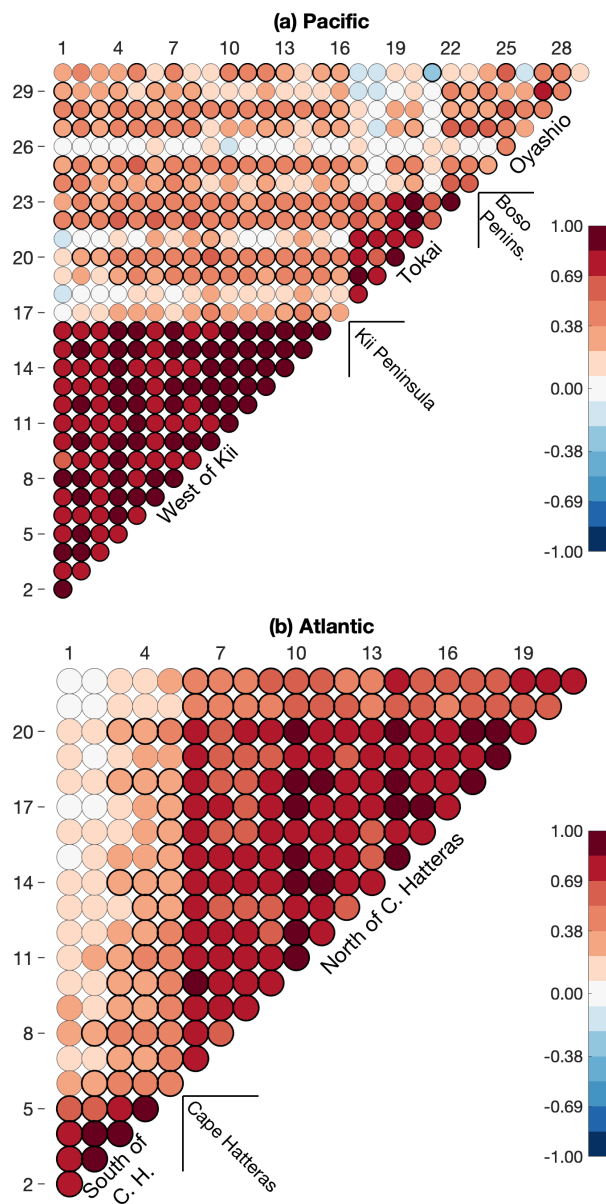 (a) Pacific
1 4 7 10 13 16 19 22 25 28
29
26
23
20
17
14
11
8
5
2
Oyashio
Boso
Penins.
Tokai
Kii Peninsula
West of Kii
1.00
0.69
0.38
0.00
-0.38
-0.69
-1.00
(b) Atlantic
1 4 7 10 13 16 19
20
17
14
11
8
5
2
North of C. Hatteras
Cape Hatteras
South of
C. H.
1.00
0.69
0.38
0.00
-0.38
-0.69
-1.00